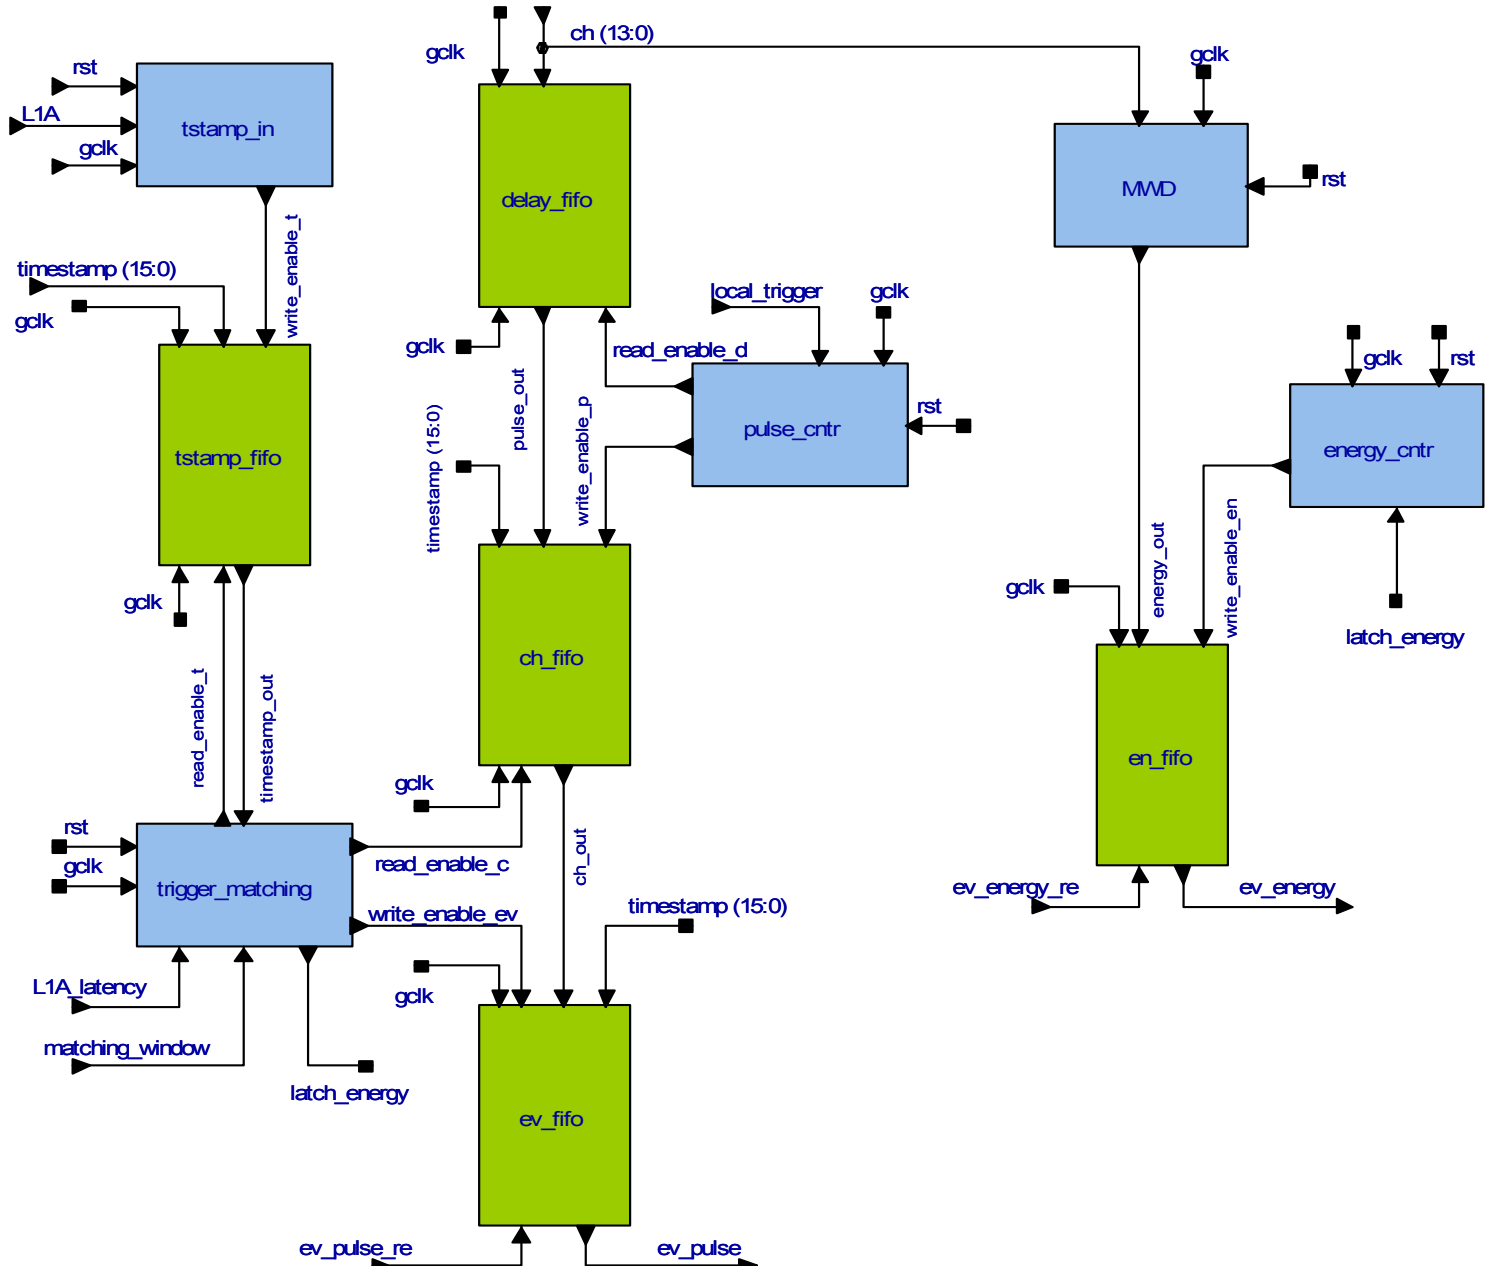 ch (13:0)
gclk
gclk
rst
L1A
tstamp_in
gclk
MWD
rst
delay_fifo
write_enable_t
timestamp (15:0)
gclk
local_trigger
gclk
gclk
read_enable_d
gclk
rst
pulse_out
write_enable_p
timestamp (15:0)
rst
pulse_cntr
energy_cntr
tstamp_fifo
energy_out
write_enable_en
gclk
gclk
latch_energy
ch_fifo
read_enable_t
timestamp_out
en_fifo
gclk
rst
gclk
trigger_matching
read_enable_c
ch_out
write_enable_ev
timestamp (15:0)
ev_energy_re
ev_energy
L1A_latency
gclk
matching_window
latch_energy
ev_fifo
ev_pulse_re
ev_pulse